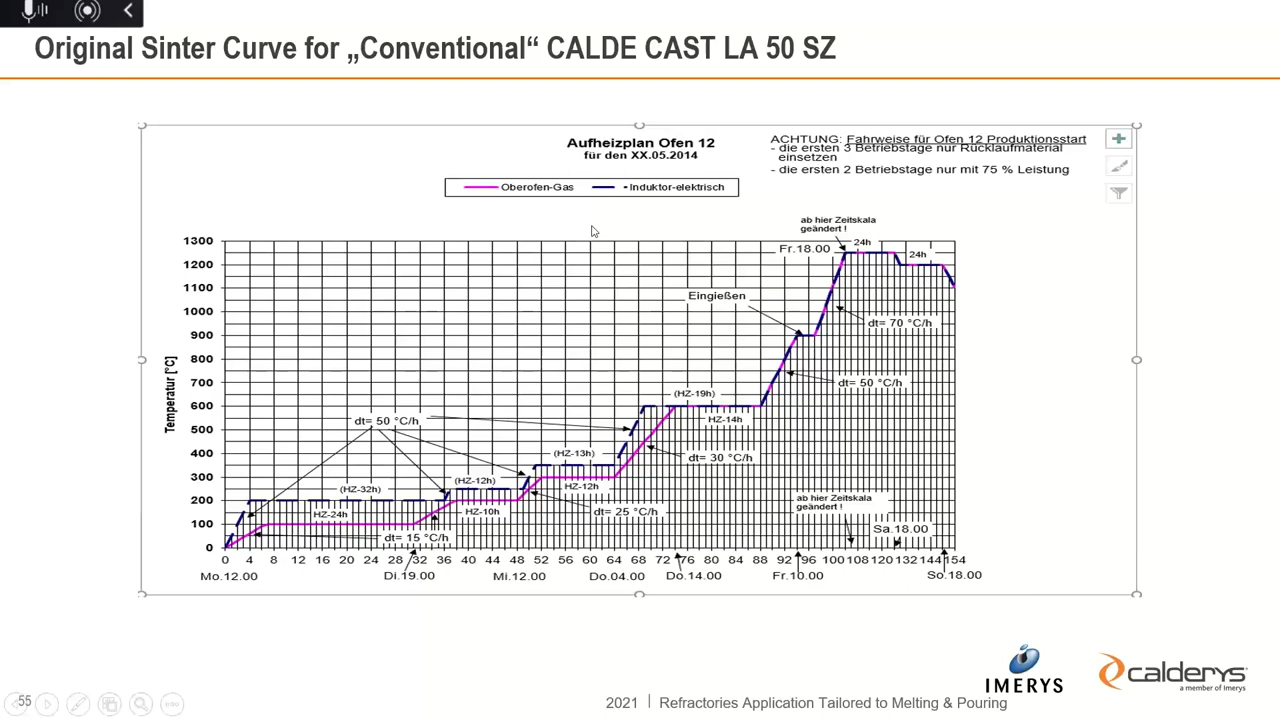 Original Sinter Curve for „Conventional“ CALDE CAST LA 50 SZ
Aufheizplan Ofen 12
für den XX.05.2014
ACHTUNG: Fahrweise für Ofen 12 Produktionsstart
- die ersten 3 Betriebstage nur Rücklaufmaterial
einsetzen
- die ersten 2 Betriebstage nur mit 75 % Leistung
Oberofen-Gas
Induktor-elektrisch
ab hier Zeitskala
geändert !
Fr.18.00
24h
24h
Eingießen
dt= 70 °C/h
dt= 50 °C/h
(HZ-19h)
HZ-14h
dt= 50 °C/h
dt= 30 °C/h
(HZ-13h)
HZ-12h
(HZ-12h)
HZ-10h
(HZ-32h)
HZ-24h
dt= 25 °C/h
dt= 15 °C/h
ab hier Zeitskala
geändert !
Sa.18.00
Temperatur [°C]
1300
1200
1100
1000
900
800
700
600
500
400
300
200
100
0
0 4 8 12 16 20 24 28 32 36 40 44 48 52 56 60 64 68 72 76 80 84 88 92 96 100 108 120 132 144 154
Mo.12.00 Di.19.00 Mi.12.00 Do.04.00 Do.14.00 Fr.10.00 So.18.00
IMERYS
calderys
a member of Imerys
55
2021 | Refractories Application Tailored to Melting & Pouring